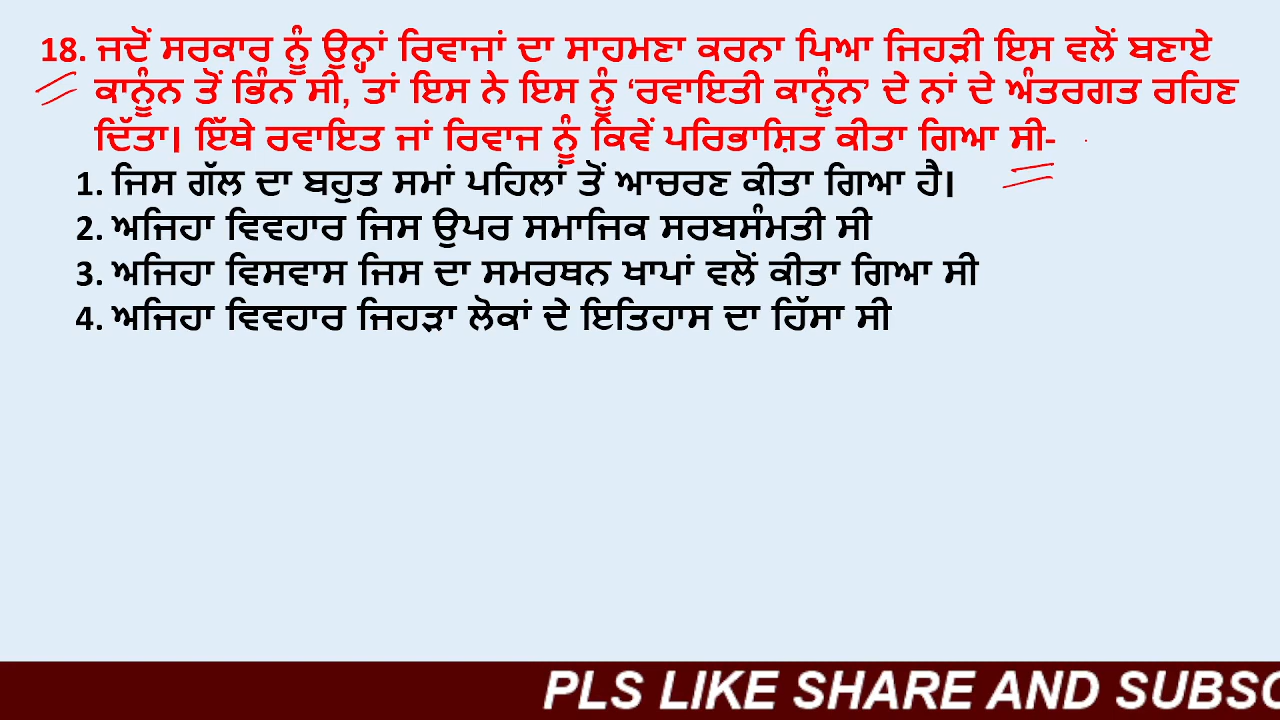 18. ਜਦੋਂ ਸਰਕਾਰ ਨੂੰ ਉਨ੍ਹਾਂ ਰਿਵਾਜਾਂ ਦਾ ਸਾਹਮਣਾ ਕਰਨਾ ਪਿਆ ਜਿਹੜੀ ਇਸ ਵਲੋਂ ਬਣਾਏ
ਕਾਨੂੰਨ ਤੋਂ ਭਿੰਨ ਸੀ, ਤਾਂ ਇਸ ਨੇ ਇਸ ਨੂੰ ‘ਰਵਾਇਤੀ ਕਾਨੂੰਨ’ ਦੇ ਨਾਂ ਦੇ ਅੰਤਰਗਤ ਰਹਿਣ
ਦਿੱਤਾ। ਇੱਥੇ ਰਵਾਇਤ ਜਾਂ ਰਿਵਾਜ ਨੂੰ ਕਿਵੇਂ ਪਰਿਭਾਸ਼ਿਤ ਕੀਤਾ ਗਿਆ ਸੀ-
1. ਜਿਸ ਗੱਲ ਦਾ ਬਹੁਤ ਸਮਾਂ ਪਹਿਲਾਂ ਤੋਂ ਆਚਰਣ ਕੀਤਾ ਗਿਆ ਹੈ।
2. ਅਜਿਹਾ ਵਿਵਹਾਰ ਜਿਸ ਉਪਰ ਸਮਾਜਿਕ ਸਰਬਸੰਮਤੀ ਸੀ
3. ਅਜਿਹਾ ਵਿਸਵਾਸ ਜਿਸ ਦਾ ਸਮਰਥਨ ਖਾਪਾਂ ਵਲੋਂ ਕੀਤਾ ਗਿਆ ਸੀ
4. ਅਜਿਹਾ ਵਿਵਹਾਰ ਜਿਹੜਾ ਲੋਕਾਂ ਦੇ ਇਤਿਹਾਸ ਦਾ ਹਿੱਸਾ ਸੀ
PLS LIKE SHARE AND SUBSC